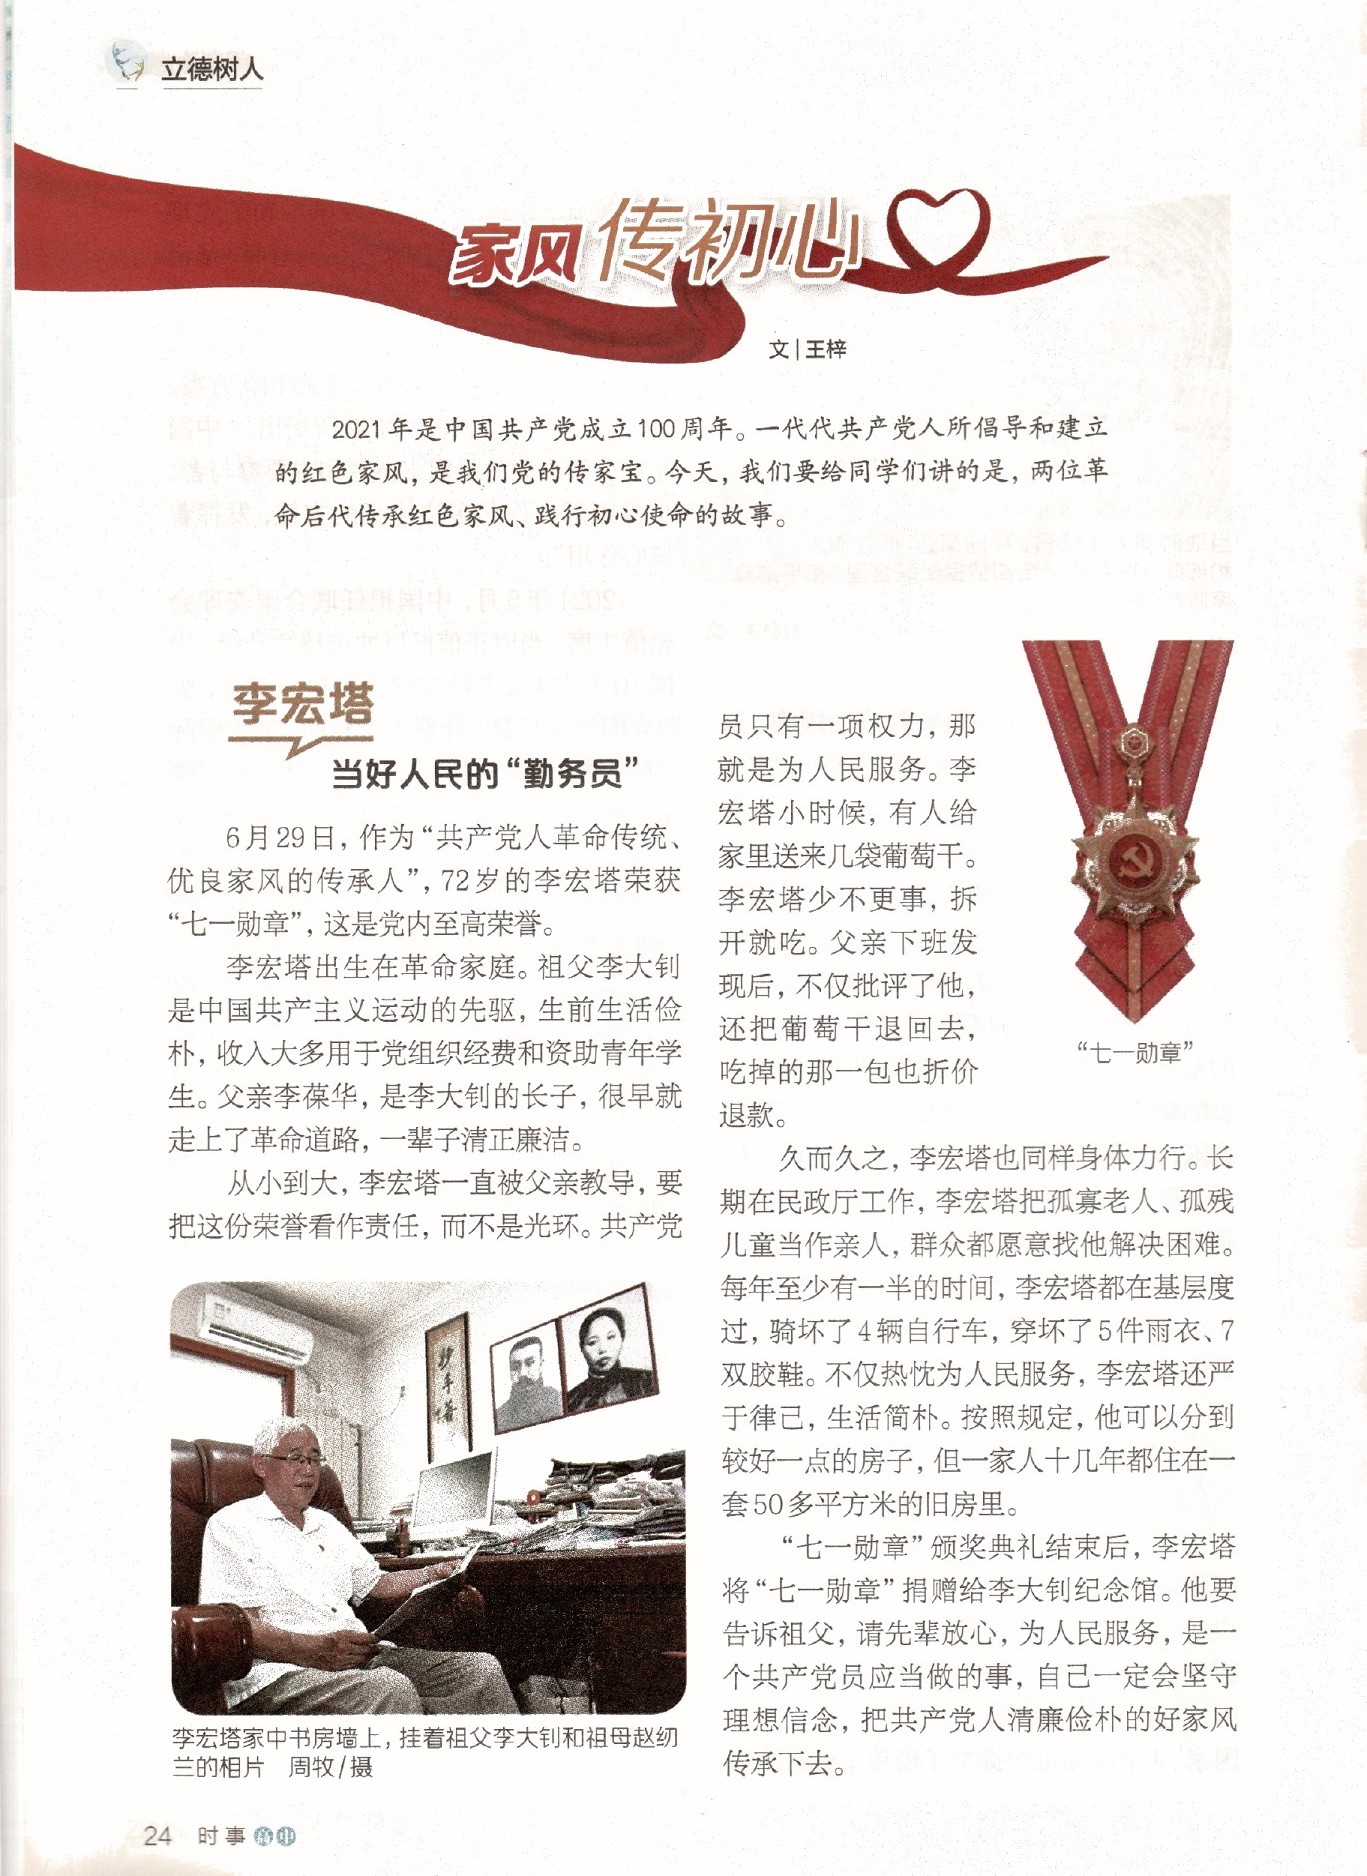 立德树人
家风传初心
文|王梓
2021年是中国共产党成立100周年。一代代共产党人所倡导和建立
的红色家风，是我们党的传家宝。今天，我们要给同学们讲的是，两位革
命后代传承红色家风、践行初心使命的故事。
李宏塔
当好人民的“勤务员”
6月29日，作为“共产党人革命传统、
优良家风的传承人”，72岁的李宏塔荣获
“七一勋章”，这是党内至高荣誉。
李宏塔出生在革命家庭。祖父李大钊
是中国共产主义运动的先驱，生前生活俭
朴，收入大多用于党组织经费和资助青年学
生。父亲李葆华，是李大钊的长子，很早就
走上了革命道路，一辈子清正廉洁。
从小到大，李宏塔一直被父亲教导，要
把这份荣誉看作责任，而不是光环。共产党
李宏塔家中书房墙上，挂着祖父李大钊和祖母赵纫
兰的相片 周牧/摄
员只有一项权力，那
就是为人民服务。李
宏塔小时候，有人给
家里送来几袋葡萄干。
李宏塔少不更事，拆
开就吃。父亲下班发
现后，不仅批评了他，
还把葡萄干退回去，
吃掉的那一包也折价
退款。
“七一勋章”
久而久之，李宏塔也同样身体力行。长
期在民政厅工作，李宏塔把孤寡老人、孤残
儿童当作亲人，群众都愿意找他解决困难。
每年至少有一半的时间，李宏塔都在基层度
过，骑坏了4辆自行车，穿坏了5件雨衣、7
双胶鞋。不仅热忱为人民服务，李宏塔还严
于律己，生活简朴。按照规定，他可以分到
较好一点的房子，但一家人十几年都住在一
套50多平方米的旧房里。
“七一勋章”颁奖典礼结束后，李宏塔
将“七一勋章”捐赠给李大钊纪念馆。他要
告诉祖父，请先辈放心，为人民服务，是一
个共产党员应当做的事，自己一定会坚守
理想信念，把共产党人清廉俭朴的好家风
传承下去。
24 时事高中